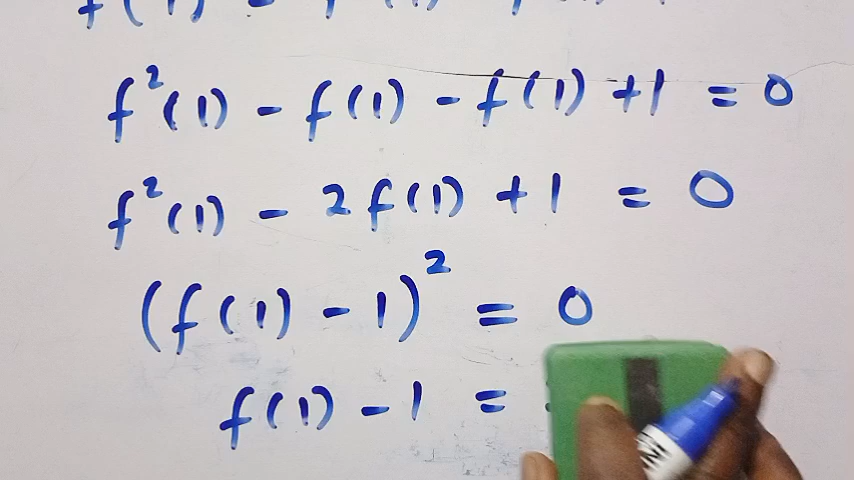 f²(1) - f(1) - f(1) + 1 = 0
f²(1) - 2f(1) + 1 = 0
(f(1) - 1)² = 0
f(1) - 1 =